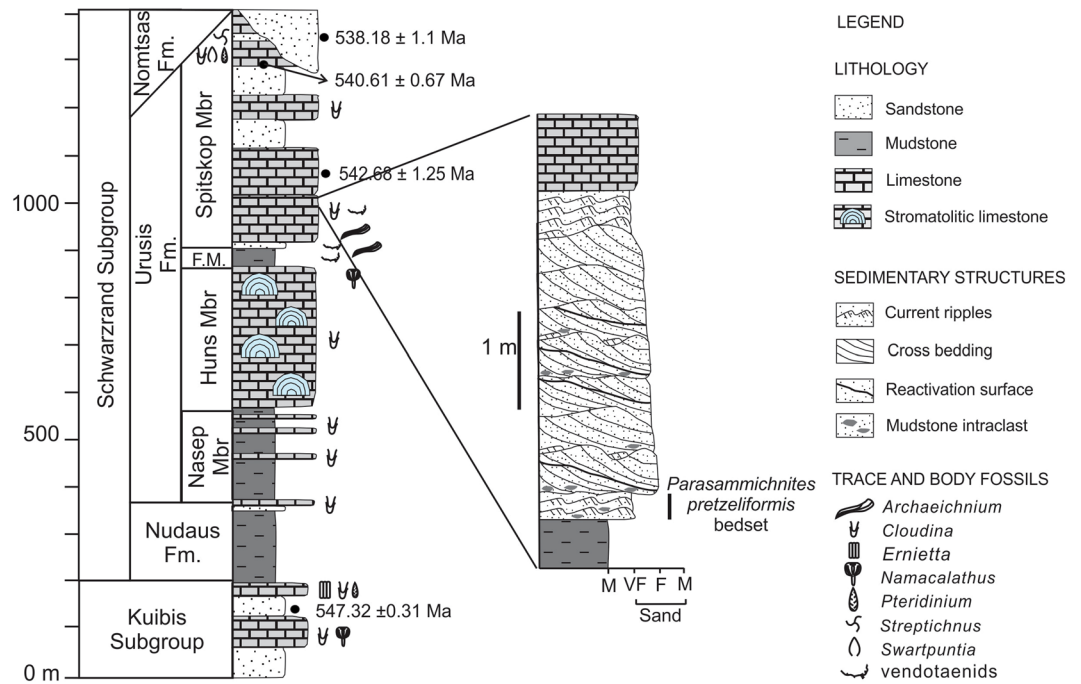 1000
500
0 m
Schwarzrand Subgroup
Nomtsas
Fm.
Urusis
Fm.
Spitskop Mbr
F.M.
Huns Mbr
Nasep
Mbr
Nudaus
Fm.
Kuibis
Subgroup
538.18 ± 1.1 Ma
540.61 ± 0.67 Ma
542.68 ± 1.25 Ma
547.32 ±0.31 Ma
1 m
Parasammichnites
pretzeliformis
bedset
M VF F M
Sand
LEGEND
LITHOLOGY
Sandstone
Mudstone
Limestone
Stromatolitic limestone
SEDIMENTARY STRUCTURES
Current ripples
Cross bedding
Reactivation surface
Mudstone intraclast
TRACE AND BODY FOSSILS
Archaeichnium
Cloudina
Ernietta
Namacalathus
Pteridinium
Streptichnus
Swartpuntia
vendotaenids